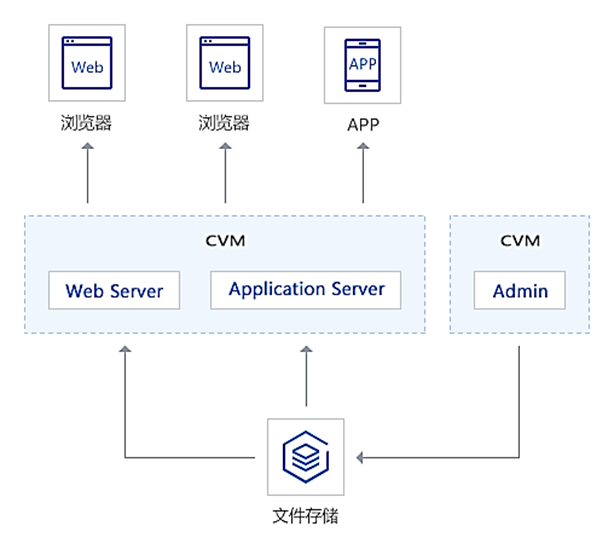 Web
Web
APP
浏览器
浏览器
APP
CVM
CVM
Web Server
Application Server
Admin
文件存储